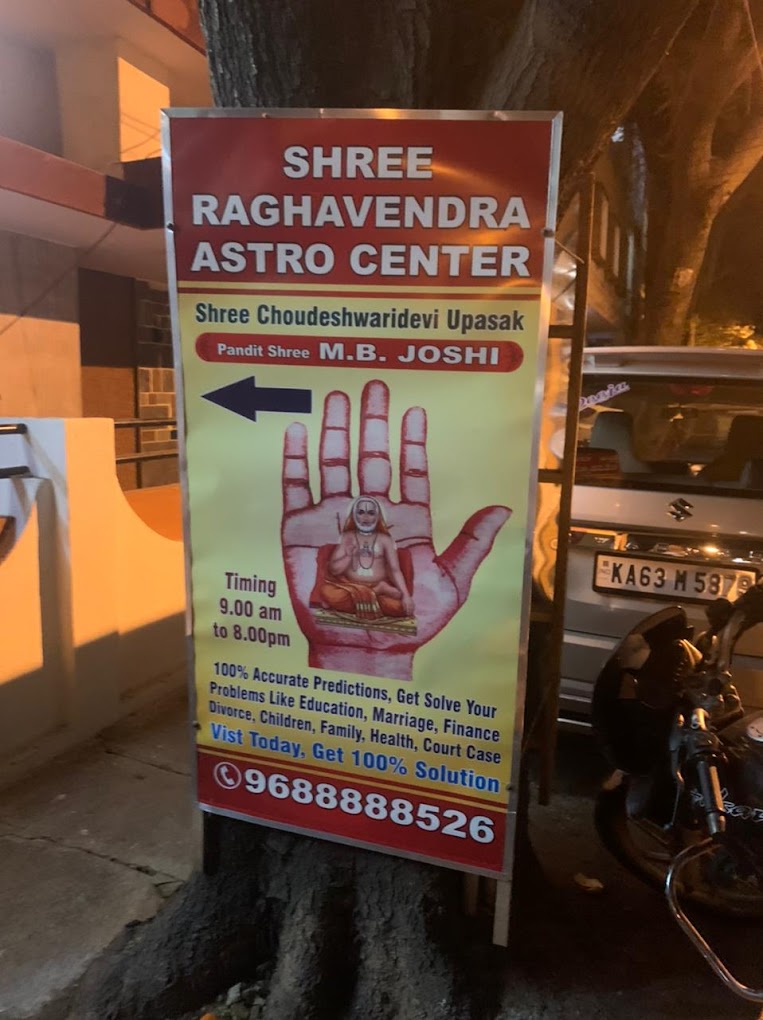 SHREE
RAGHAVENDRA
ASTRO CENTER
Shree Choudeshwaridevi Upasak
Pandit Shree M.B. JOSHI
Timing
9.00 am
to 8.00pm
100% Accurate Predictions, Get Solve Your
Problems Like Education, Marriage, Finance
Divorce, Children, Family, Health, Court Case
Vist Today, Get 100% Solution
9688888526
KA63 M 587